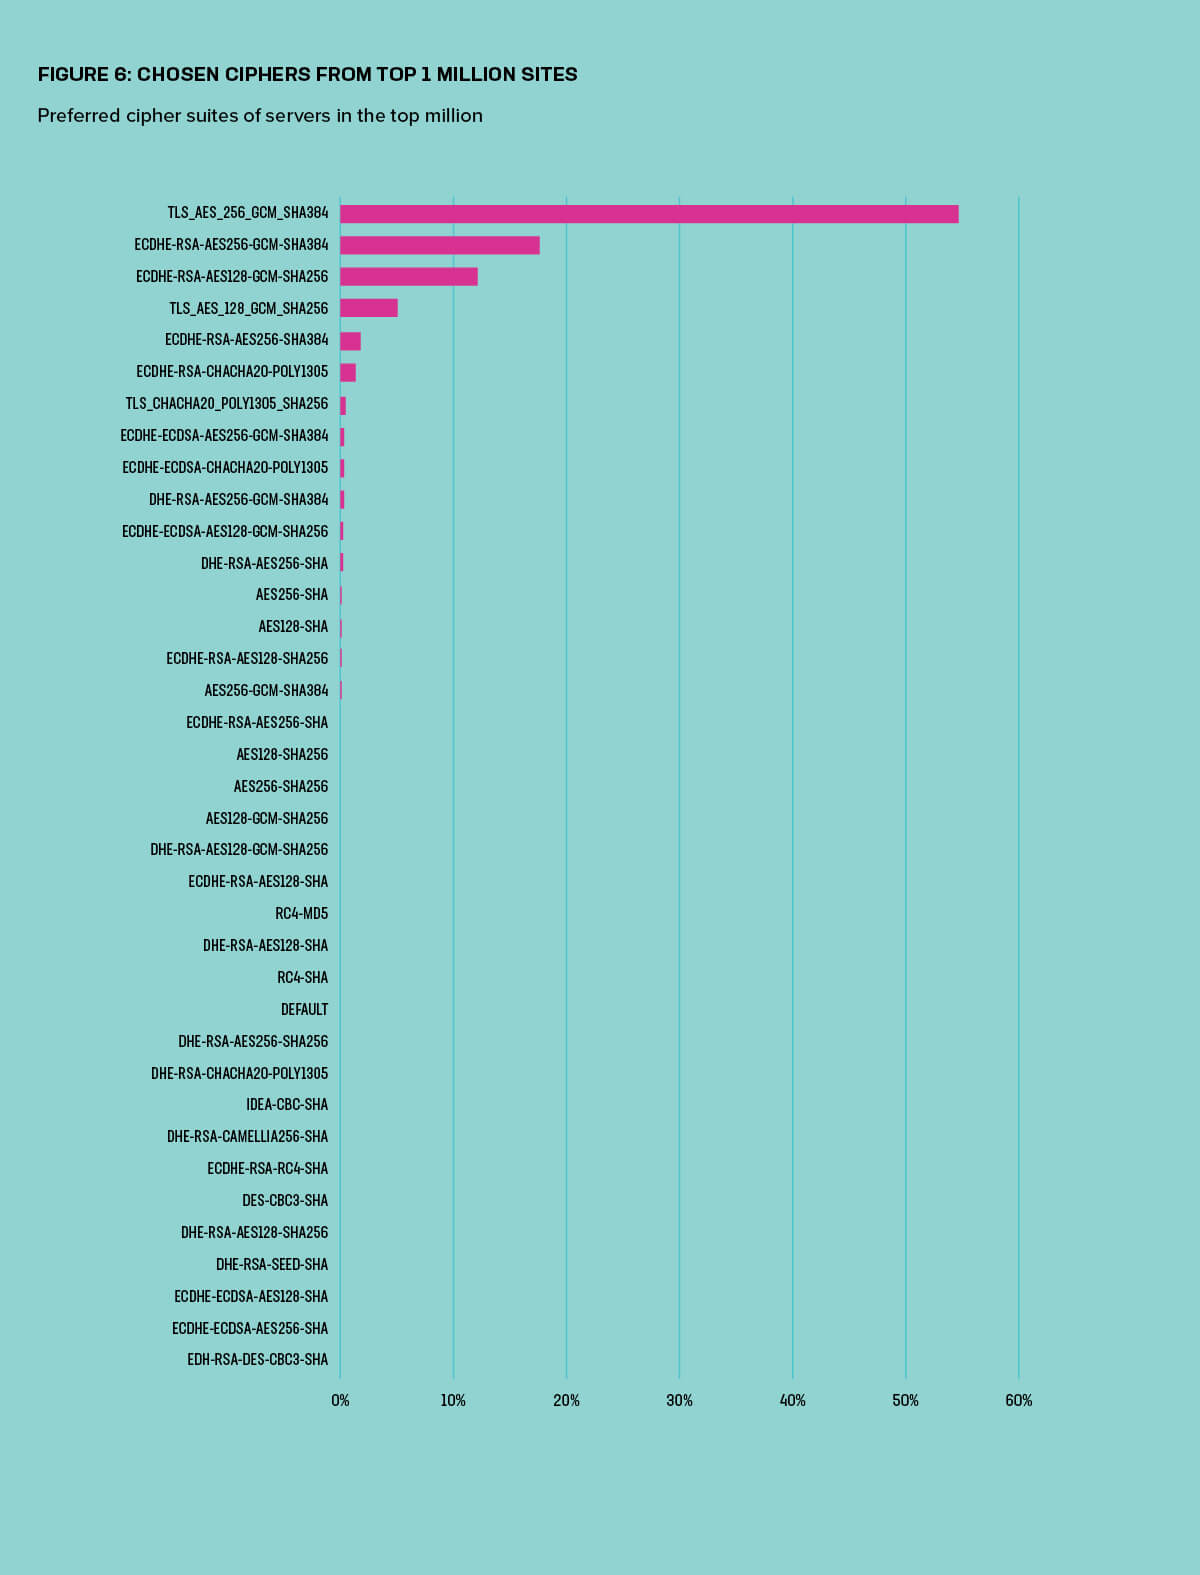 FIGURE 6: CHOSEN CIPHERS FROM TOP 1 MILLION SITES
Preferred cipher suites of servers in the top million
TLS_AES_256_GCM_SHA384
ECDHE-RSA-AES256-GCM-SHA384
ECDHE-RSA-AES128-GCM-SHA256
TLS_AES_128_GCM_SHA256
ECDHE-RSA-AES256-SHA384
ECDHE-RSA-CHACHA20-POLY1305
TLS_CHACHA20_POLY1305_SHA256
ECDHE-ECDSA-AES256-GCM-SHA384
ECDHE-ECDSA-CHACHA20-POLY1305
DHE-RSA-AES256-GCM-SHA384
ECDHE-ECDSA-AES128-GCM-SHA256
DHE-RSA-AES256-SHA
AES256-SHA
AES128-SHA
ECDHE-RSA-AES128-SHA256
AES256-GCM-SHA384
ECDHE-RSA-AES256-SHA
AES128-SHA256
AES256-SHA256
AES128-GCM-SHA256
DHE-RSA-AES128-GCM-SHA256
ECDHE-RSA-AES128-SHA
RC4-MD5
DHE-RSA-AES128-SHA
RC4-SHA
DEFAULT
DHE-RSA-AES256-SHA256
DHE-RSA-CHACHA20-POLY1305
IDEA-CBC-SHA
DHE-RSA-CAMELLIA256-SHA
ECDHE-RSA-RC4-SHA
DES-CBC3-SHA
DHE-RSA-AES128-SHA256
DHE-RSA-SEED-SHA
ECDHE-ECDSA-AES128-SHA
ECDHE-ECDSA-AES256-SHA
EDH-RSA-DES-CBC3-SHA
0% 10% 20% 30% 40% 50% 60%